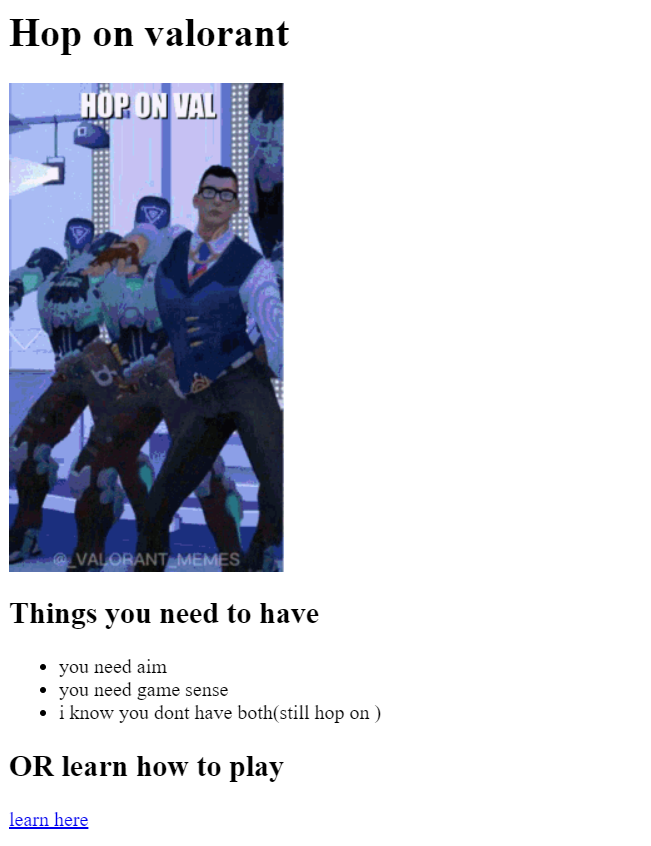 Hop on valorant
HOP ON VAL
@_VALORANT_MEMES
Things you need to have
you need aim
you need game sense
i know you dont have both(still hop on )
OR learn how to play
learn here